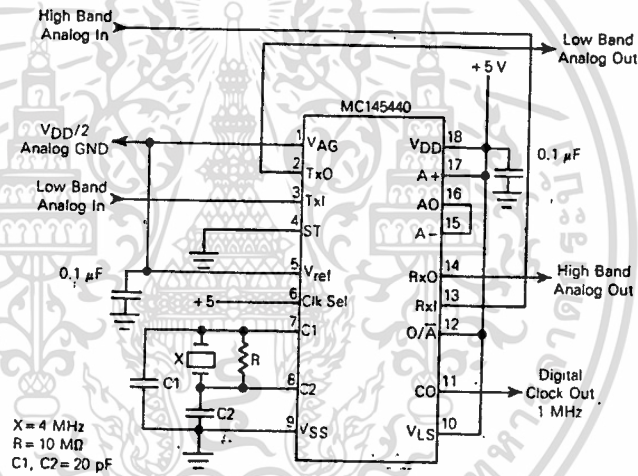 High Band
Analog In
Low Band
Analog Out
+5 V
MC145440
VDD/2
Analog GND
1
VAG
VDD
18
0.1 µF
2
TxO
A+
17
Low Band
Analog In
3
TxI
AO
16
4
ST
A-
15
0.1 µF
5
Vref
RxO
14
High Band
Analog Out
+5
6
Clk Sel
RxI
13
7
C1
O/A̅
12
X
R
C1
8
C2
CO
11
Digital
Clock Out
1 MHz
C2
9
VSS
VLS
10
X = 4 MHz
R = 10 MΩ
C1, C2 = 20 pF